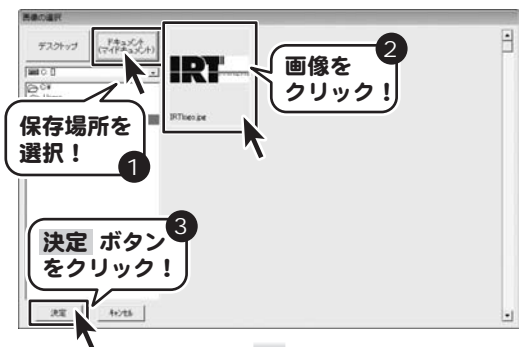 画像の選択
デスクトップ
ドキュメント
(マイドキュメント)
C:¥
IRT
IRTlogo.jpg
保存場所を
選択！
1
画像を
クリック！
2
決定 ボタン
をクリック！
3
決定
キャンセル